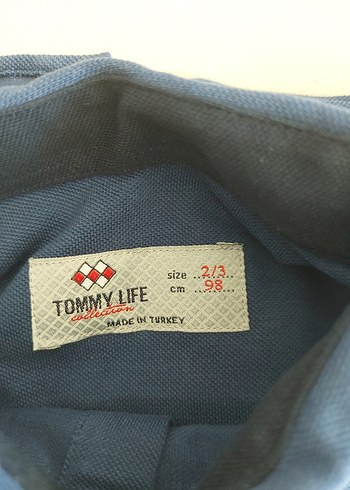 size 2/3
cm 98
TOMMY LIFE
collection
MADE IN TURKEY